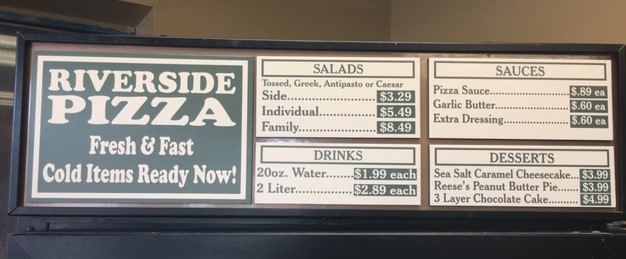 RIVERSIDE
PIZZA
Fresh & Fast
Cold Items Ready Now!
SALADS
Tossed, Greek, Antipasto or Caesar
Side..................$3.29
Individual............$5.49
Family................$8.49
DRINKS
20oz. Water.......$1.99 each
2 Liter...............$2.89 each
SAUCES
Pizza Sauce....................$.89 ea
Garlic Butter...................$.60 ea
Extra Dressing................$.60 ea
DESSERTS
Sea Salt Caramel Cheesecake...$3.99
Reese's Peanut Butter Pie.......$3.99
3 Layer Chocolate Cake.........$4.99